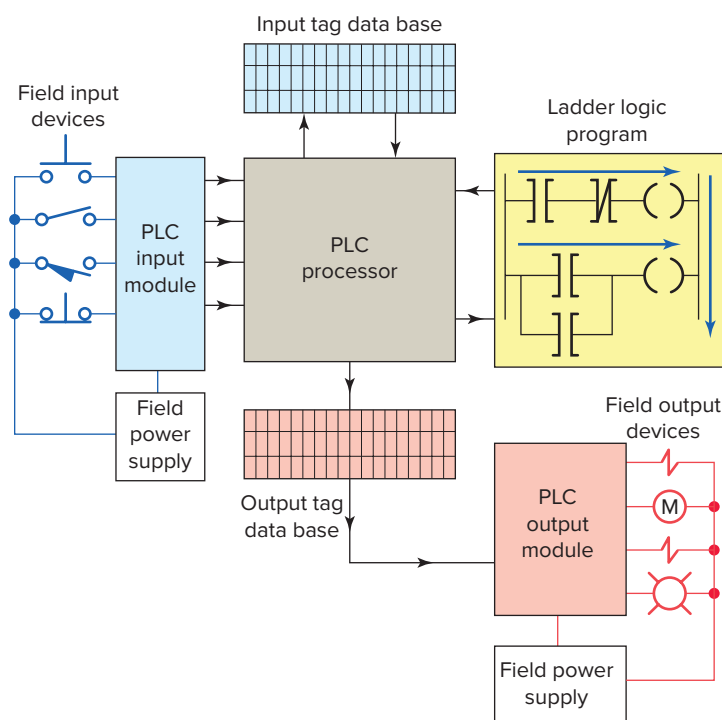 Input tag data base
Field input
devices
Ladder logic
program
PLC
input
module
PLC
processor
Field
power
supply
Output tag
data base
Field output
devices
PLC
output
module
M
Field power
supply